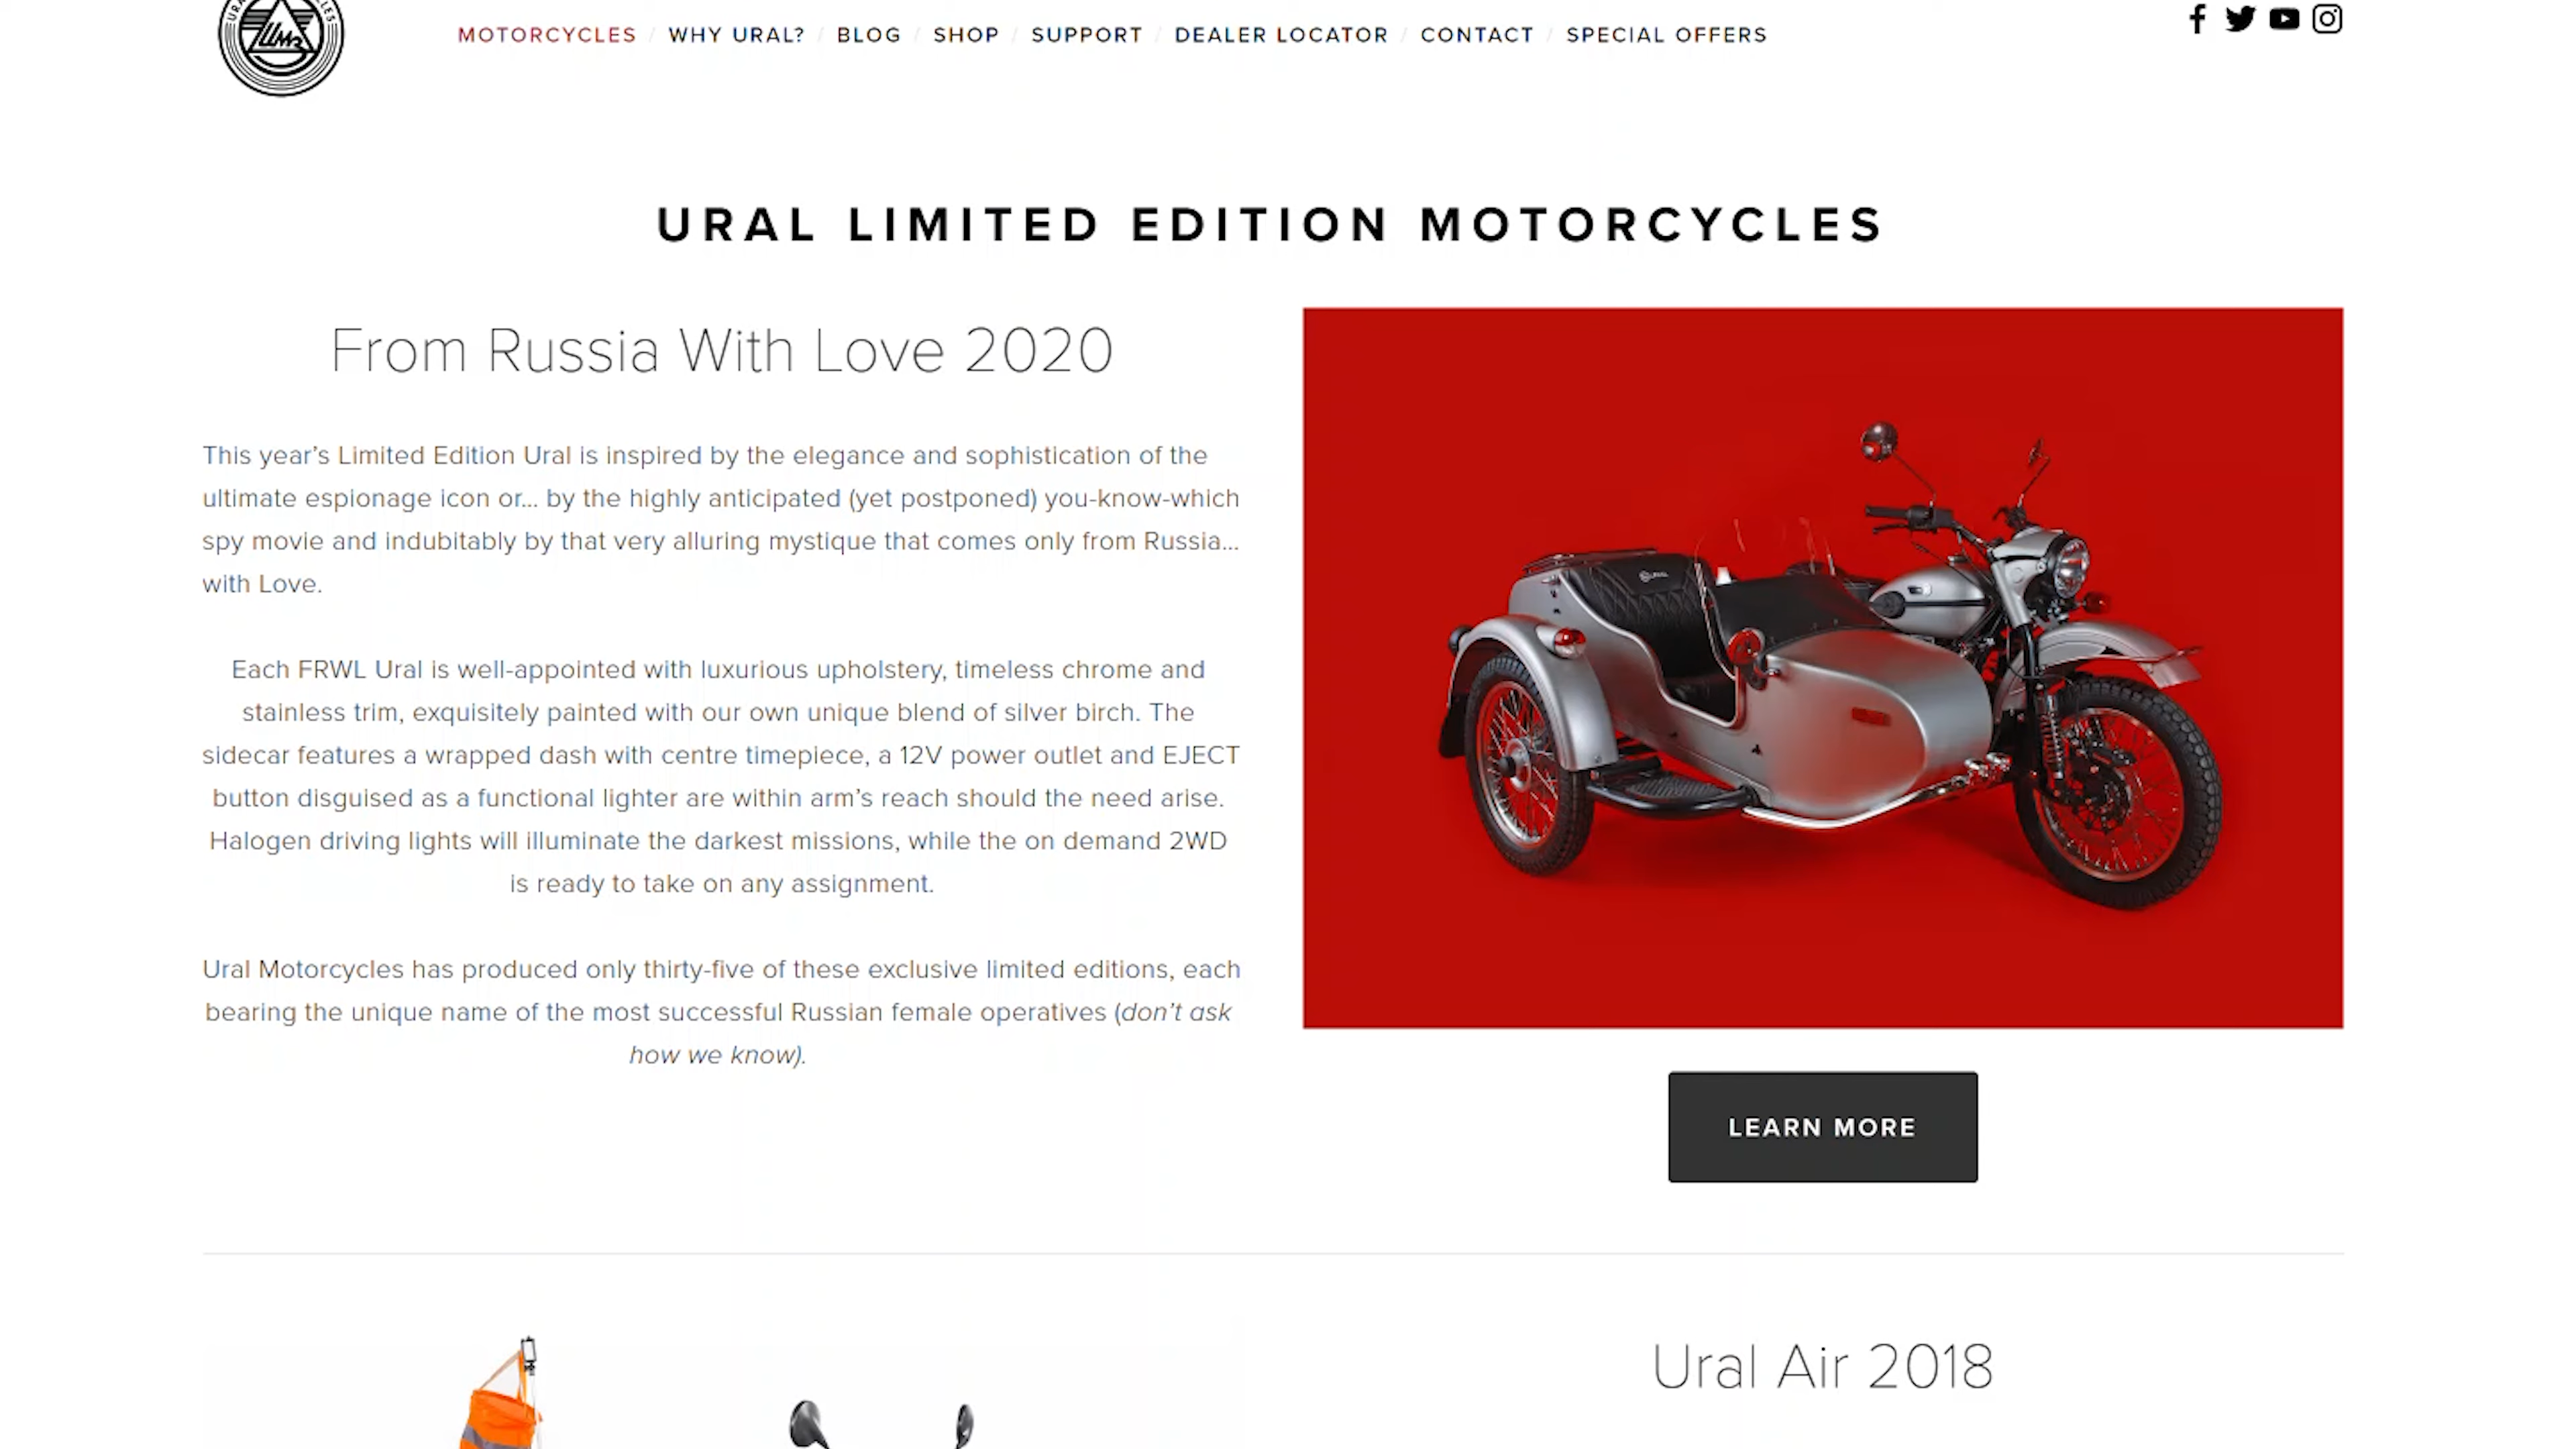 MOTORCYCLES / WHY URAL? / BLOG / SHOP / SUPPORT / DEALER LOCATOR / CONTACT / SPECIAL OFFERS
URAL LIMITED EDITION MOTORCYCLES
From Russia With Love 2020
This year’s Limited Edition Ural is inspired by the elegance and sophistication of the
ultimate espionage icon or... by the highly anticipated (yet postponed) you-know-which
spy movie and indubitably by that very alluring mystique that comes only from Russia...
with Love.
Each FRWL Ural is well-appointed with luxurious upholstery, timeless chrome and
stainless trim, exquisitely painted with our own unique blend of silver birch. The
sidecar features a wrapped dash with centre timepiece, a 12V power outlet and EJECT
button disguised as a functional lighter are within arm’s reach should the need arise.
Halogen driving lights will illuminate the darkest missions, while the on demand 2WD
is ready to take on any assignment.
Ural Motorcycles has produced only thirty-five of these exclusive limited editions, each
bearing the unique name of the most successful Russian female operatives (don’t ask
how we know).
LEARN MORE
Ural Air 2018